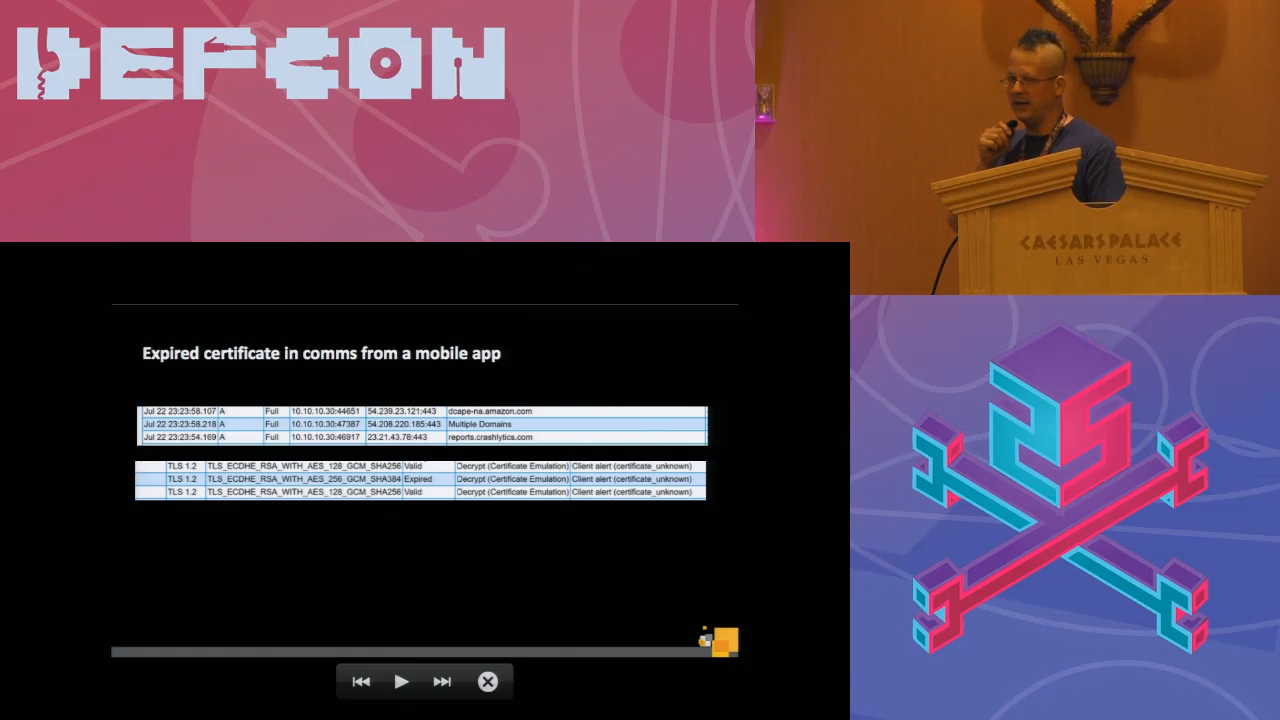 DEFCON
CAESARS PALACE
LAS VEGAS
Expired certificate in comms from a mobile app
Jul 22 23:23:58.107 A Full 10.10.10.30:44651 54.239.23.121:443 dcape-na.amazon.com
Jul 22 23:23:58.218 A Full 10.10.10.30:47387 54.208.220.185:443 Multiple Domains
Jul 22 23:23:54.169 A Full 10.10.10.30:46917 23.21.43.78:443 reports.crashlytics.com
TLS 1.2 TLS_ECDHE_RSA_WITH_AES_128_GCM_SHA256 Valid Decrypt (Certificate Emulation) Client alert (certificate_unknown)
TLS 1.2 TLS_ECDHE_RSA_WITH_AES_256_GCM_SHA384 Expired Decrypt (Certificate Emulation) Client alert (certificate_unknown)
TLS 1.2 TLS_ECDHE_RSA_WITH_AES_128_GCM_SHA256 Valid Decrypt (Certificate Emulation) Client alert (certificate_unknown)